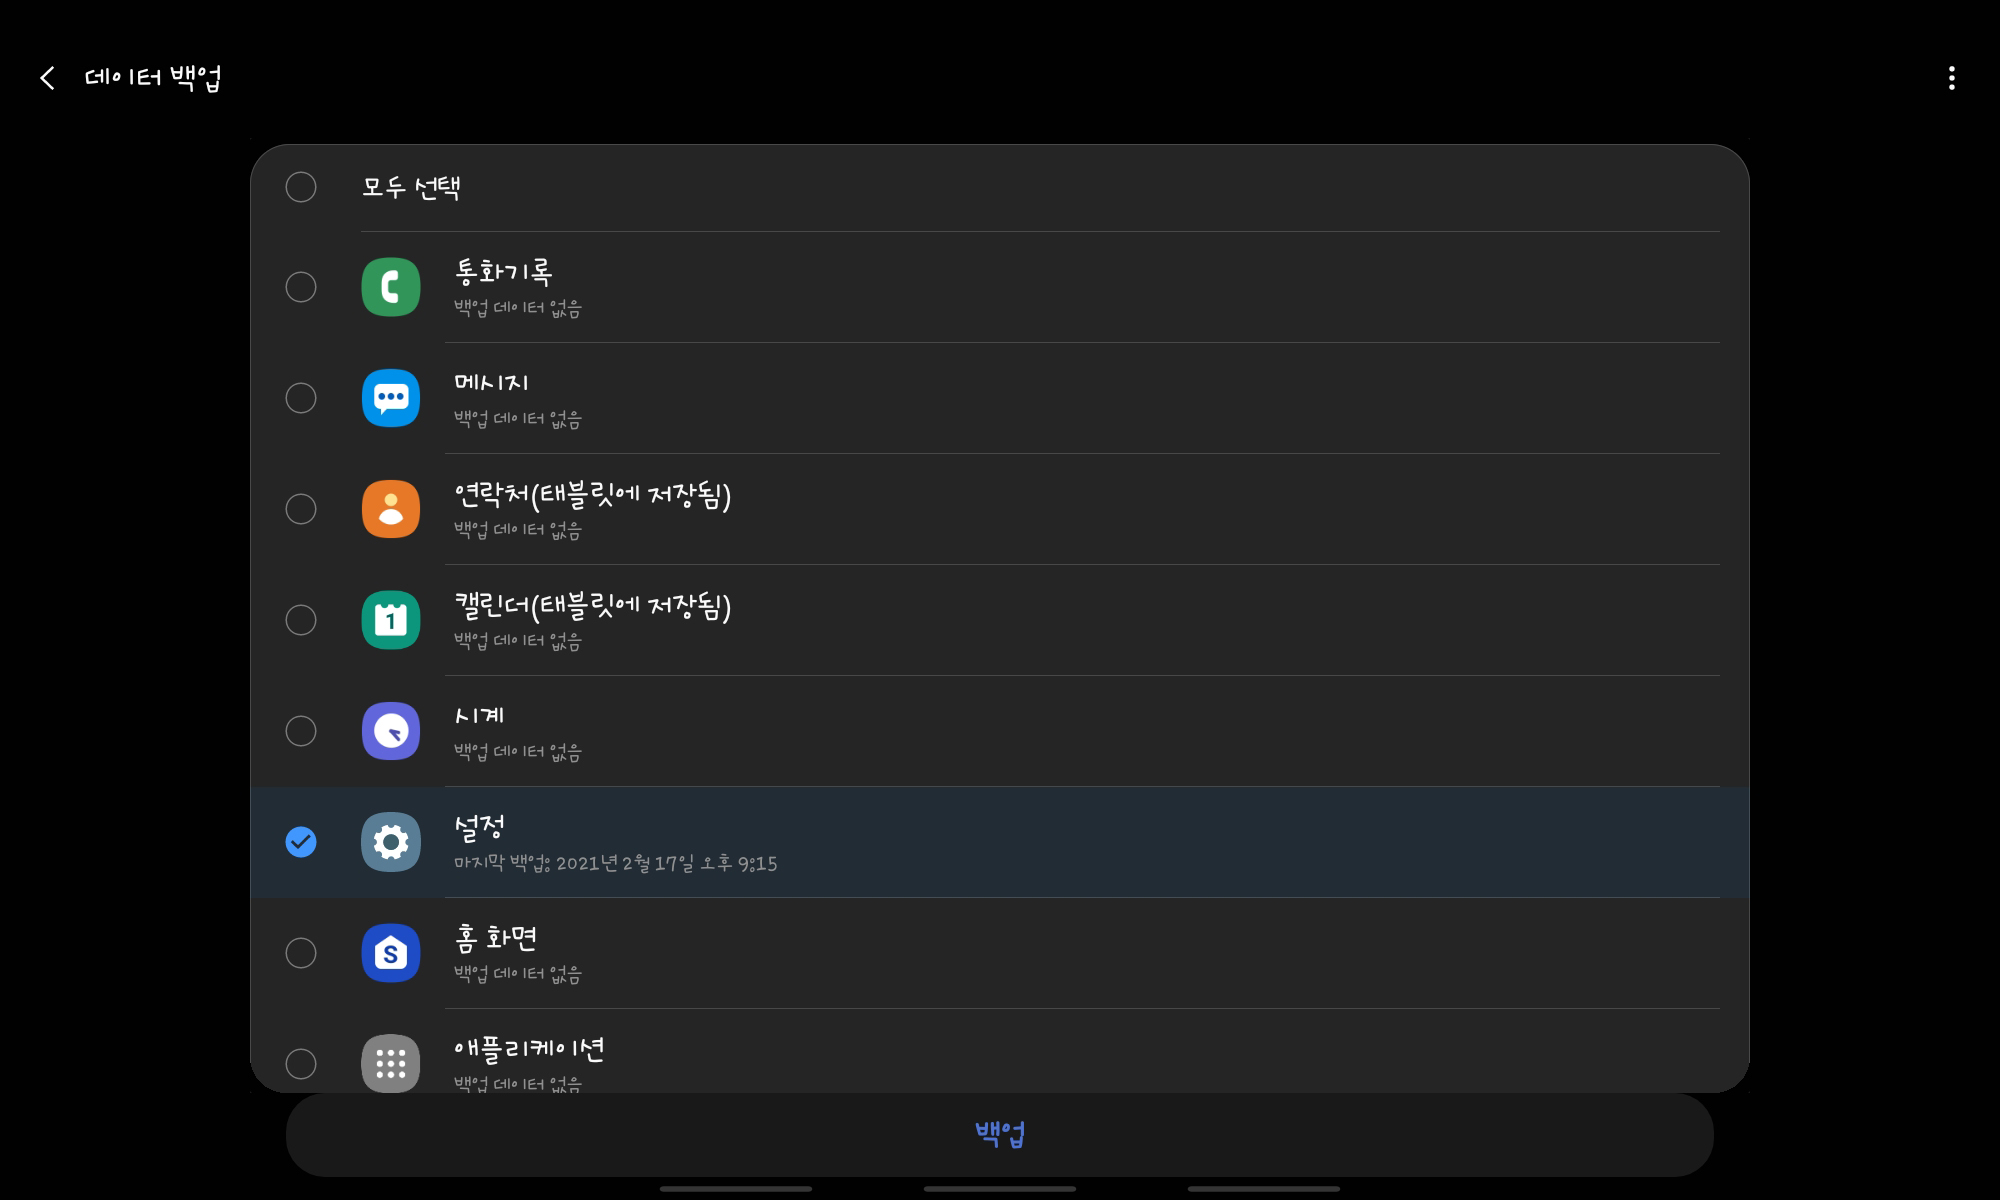 데이터 백업
모두 선택
통화기록
백업 데이터 없음
메시지
백업 데이터 없음
연락처(태블릿에 저장됨)
백업 데이터 없음
1
캘린더(태블릿에 저장됨)
백업 데이터 없음
시계
백업 데이터 없음
설정
마지막 백업: 2021년 2월 17일 오후 9:15
S
홈 화면
백업 데이터 없음
애플리케이션
백업 데이터 없음
백업